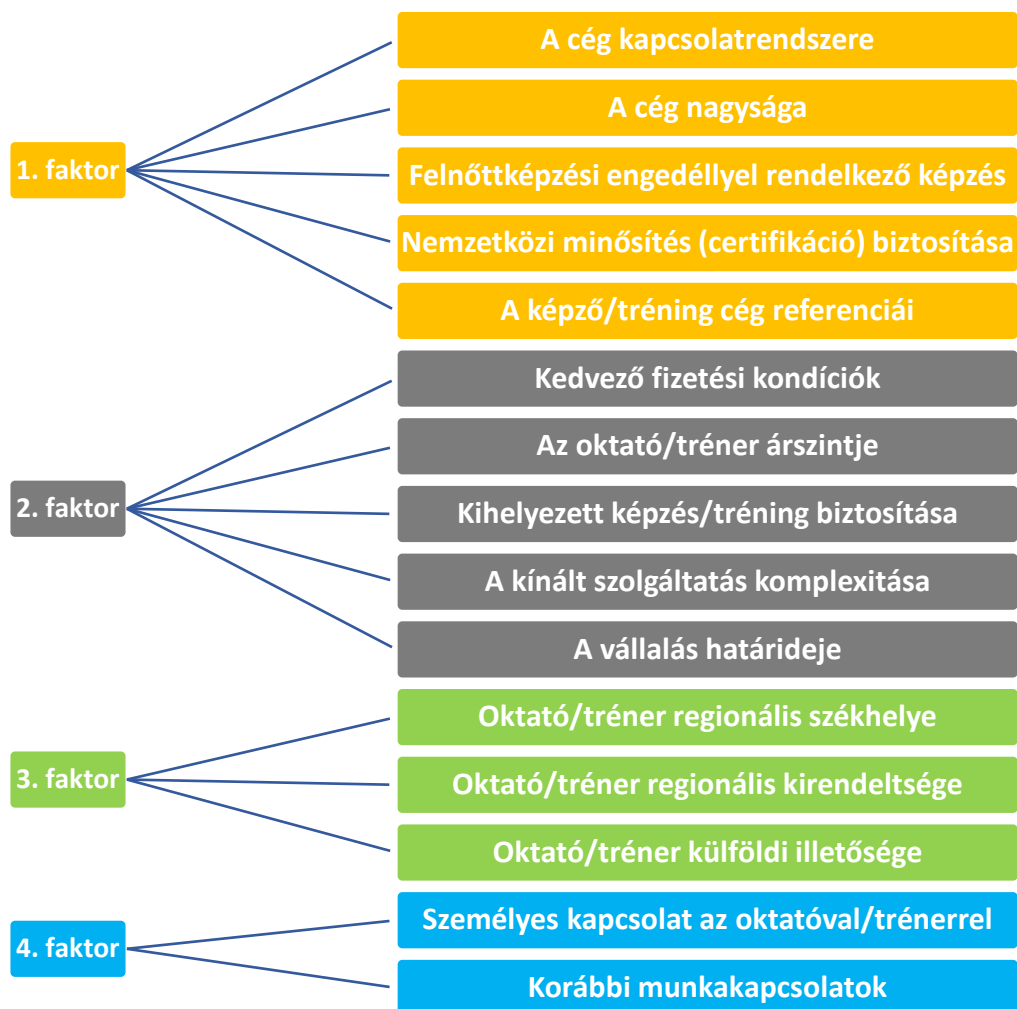 1. faktor
A cég kapcsolatrendszere
A cég nagysága
Felnőttképzési engedéllyel rendelkező képzés
Nemzetközi minősítés (certifikáció) biztosítása
A képző/tréning cég referenciái
2. faktor
Kedvező fizetési kondíciók
Az oktató/tréner árszintje
Kihelyezett képzés/tréning biztosítása
A kínált szolgáltatás komplexitása
A vállalás határideje
3. faktor
Oktató/tréner regionális székhelye
Oktató/tréner regionális kirendeltsége
Oktató/tréner külföldi illetősége
4. faktor
Személyes kapcsolat az oktatóval/trénerrel
Korábbi munkakapcsolatok